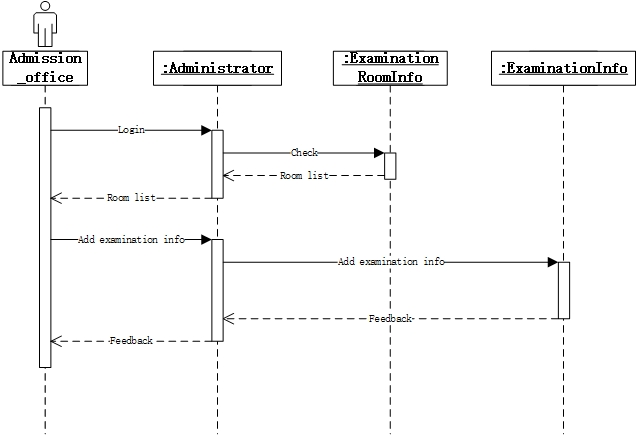 Admission
_office
:Administrator
:Examination
RoomInfo
:ExaminationInfo
Login
Check
Room list
Room list
Add examination info
Add examination info
Feedback
Feedback